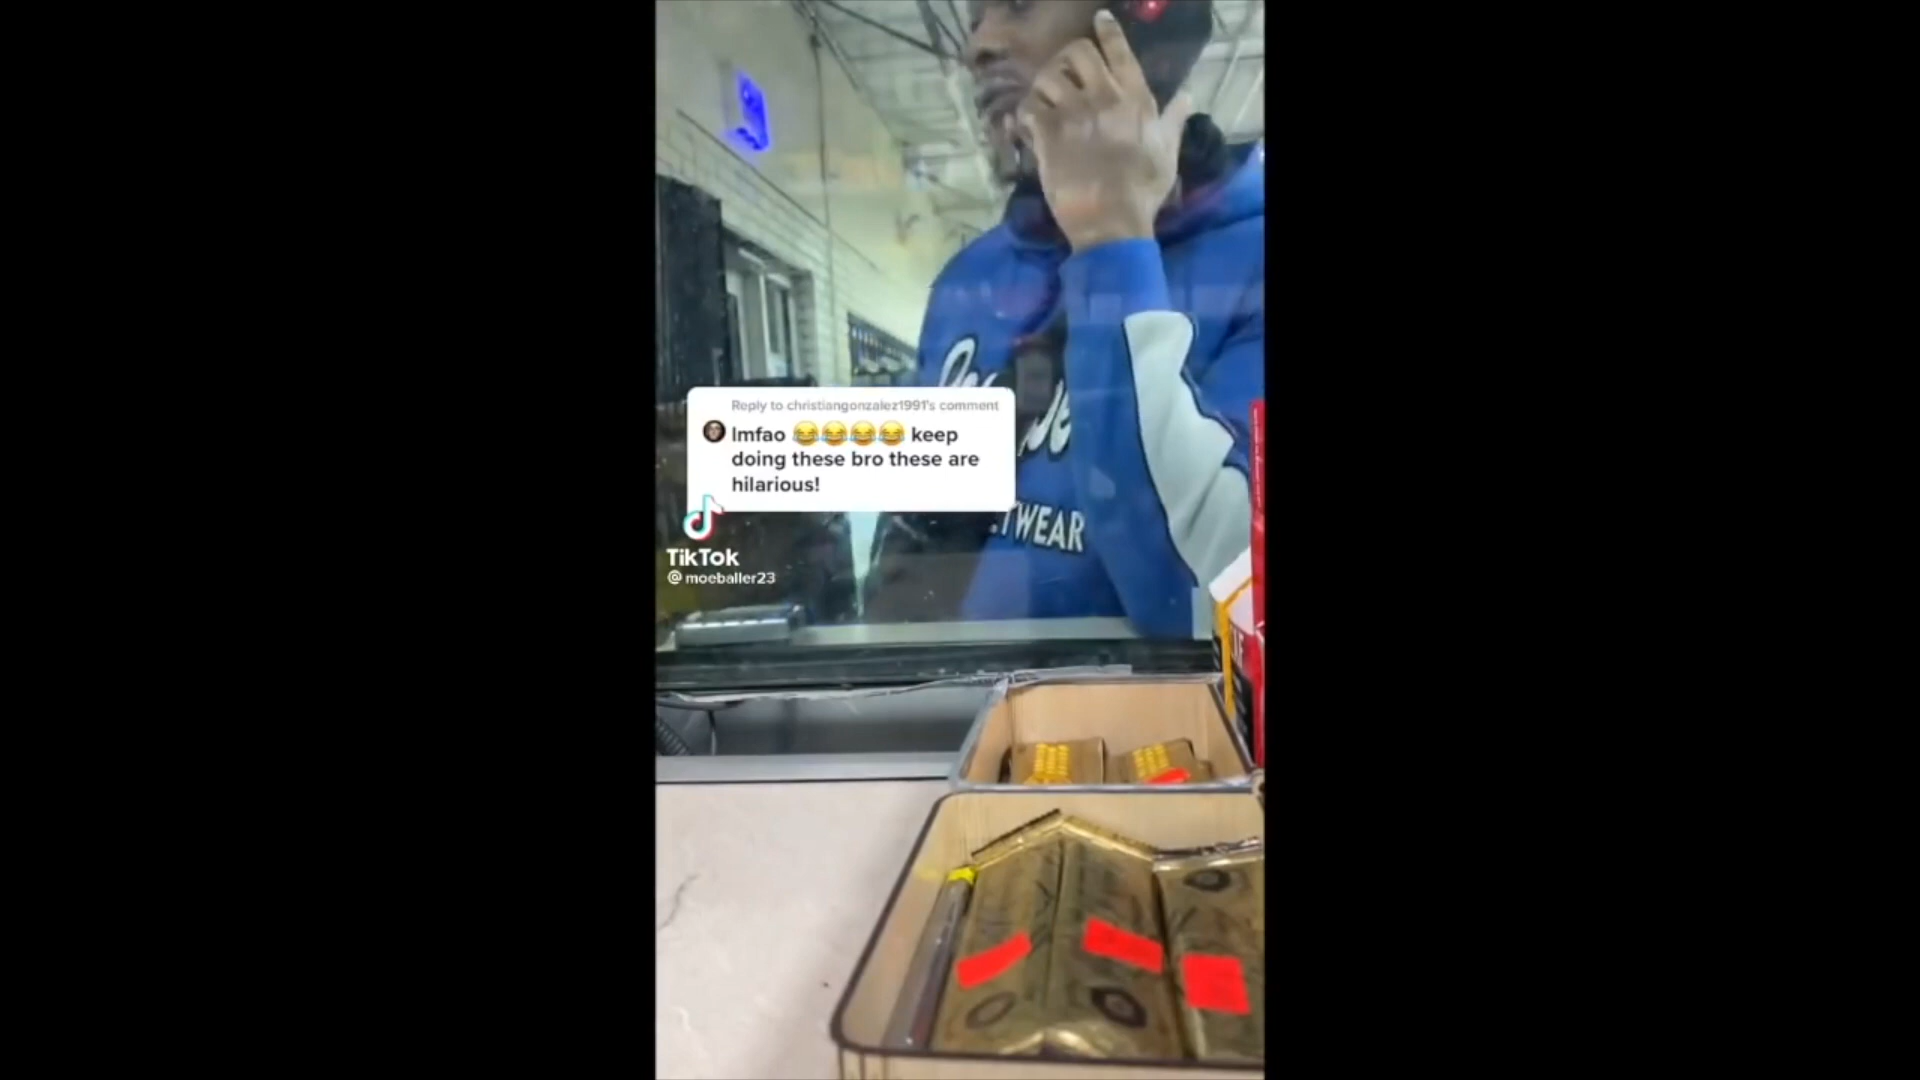 Reply to christiangonzalez1991's comment
lmfao 😂😂😂😂 keep
doing these bro these are
hilarious!
TikTok
@moeballer23
TWEAR